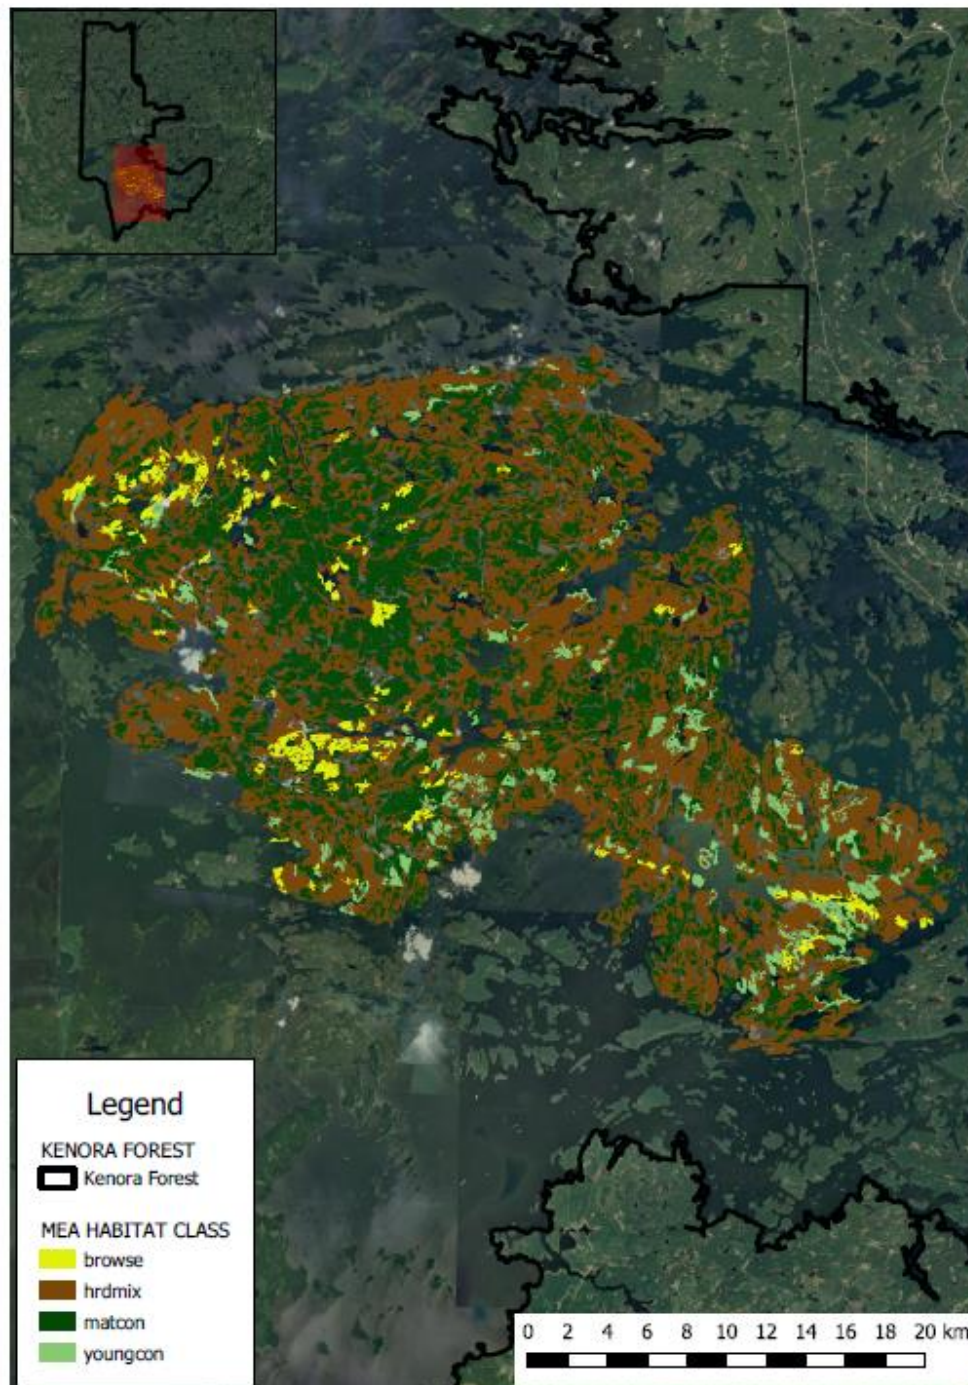 Legend
KENORA FOREST
Kenora Forest
MEA HABITAT CLASS
browse
hrdmix
matcon
youngcon
0 2 4 6 8 10 12 14 16 18 20 km